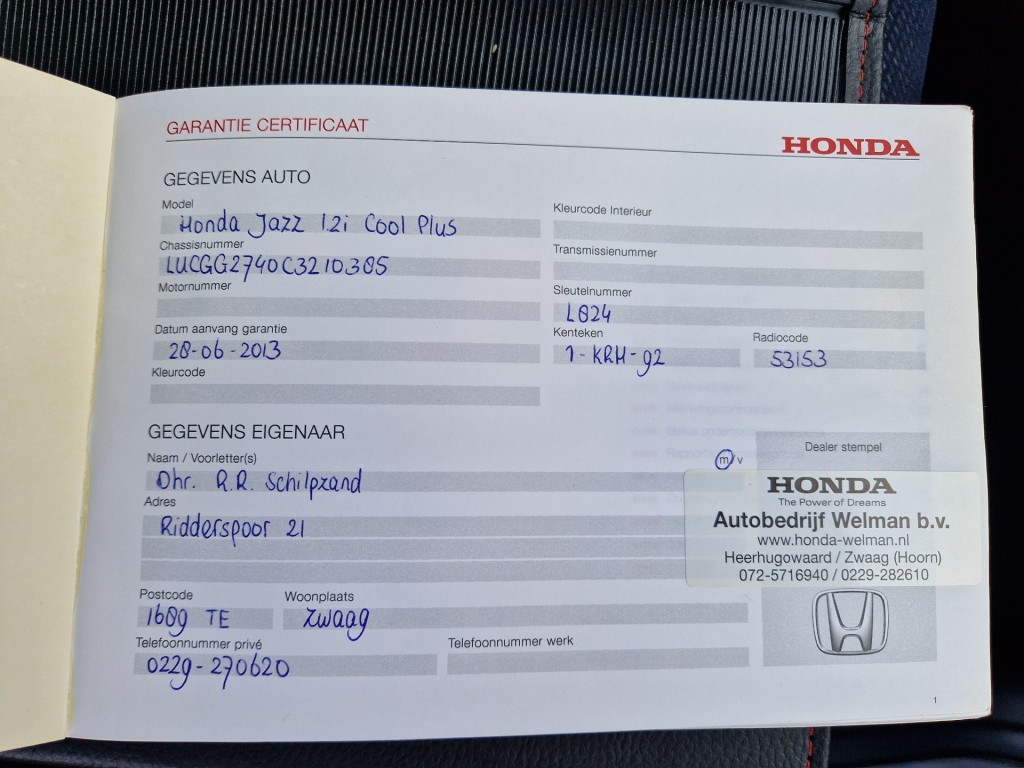 GARANTIE CERTIFICAAT
HONDA
GEGEVENS AUTO
Model
Honda Jazz 1.2i Cool Plus
Kleurcode Interieur
Chassisnummer
LUCGG2740C3210385
Transmissienummer
Motornummer
Sleutelnummer
L824
Datum aanvang garantie
28-06-2013
Kenteken
1-KRH-92
Radiocode
53153
Kleurcode
GEGEVENS EIGENAAR
Naam / Voorletter(s)
m/v
Dhr. R.R. Schilpzand
Adres
Ridderspoor 21
Dealer stempel
HONDA
The Power of Dreams
Autobedrijf Welman b.v.
www.honda-welman.nl
Heerhugowaard / Zwaag (Hoorn)
072-5716940 / 0229-282610
Postcode
1689 TE
Woonplaats
Zwaag
Telefoonnummer privé
0229-270620
Telefoonnummer werk
1